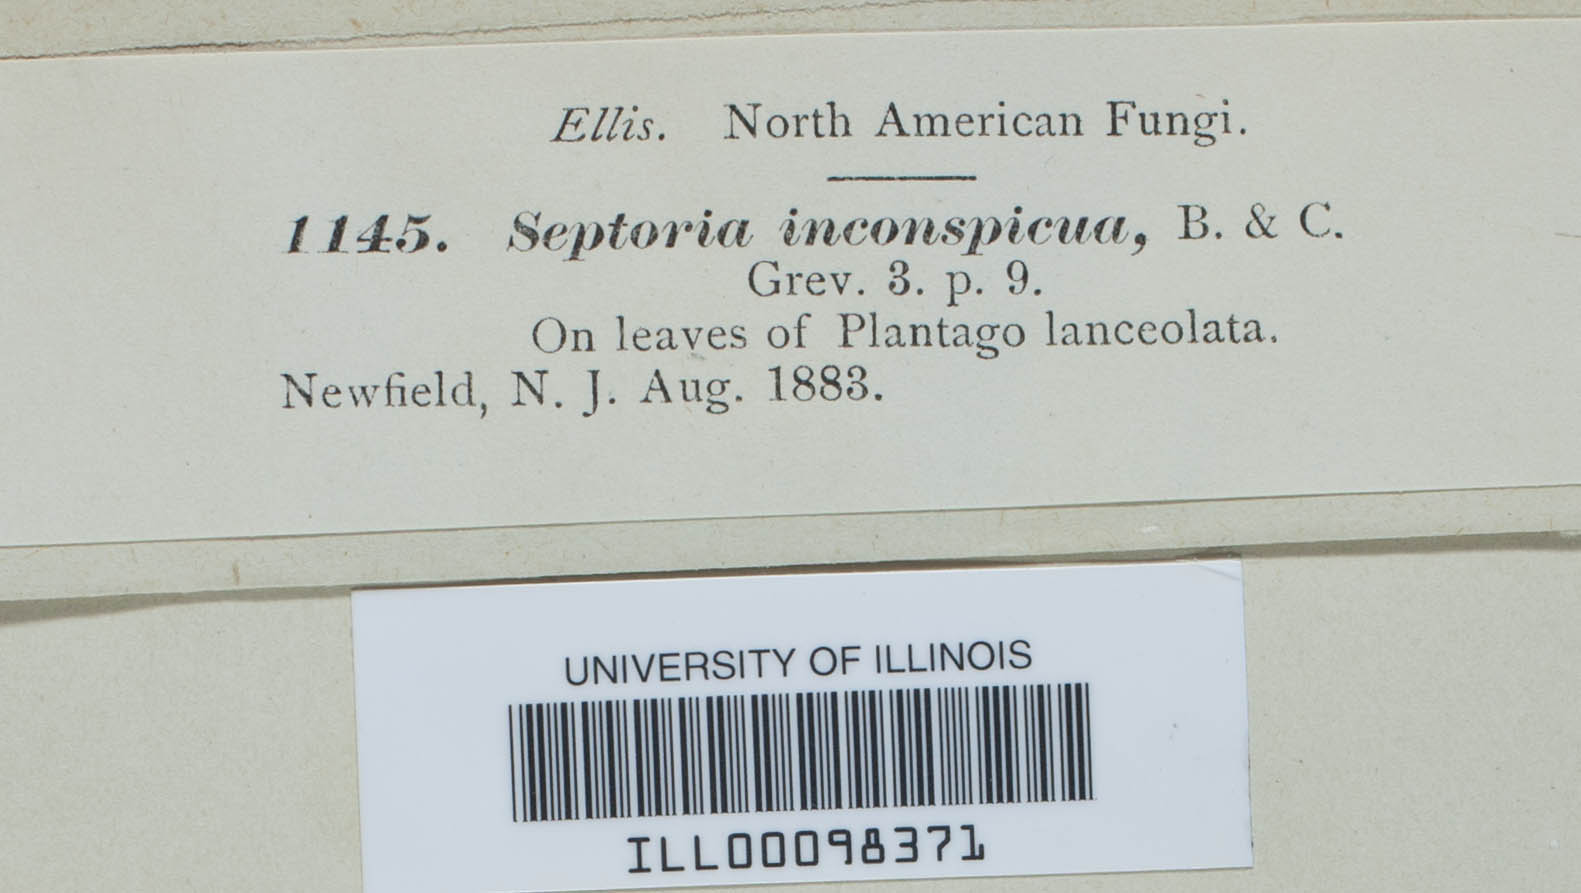 Ellis. North American Fungi.
1145. Septoria inconspicua, B. & C.
Grev. 3. p. 9.
On leaves of Plantago lanceolata.
Newfield, N. J. Aug. 1883.
UNIVERSITY OF ILLINOIS
ILL00098371